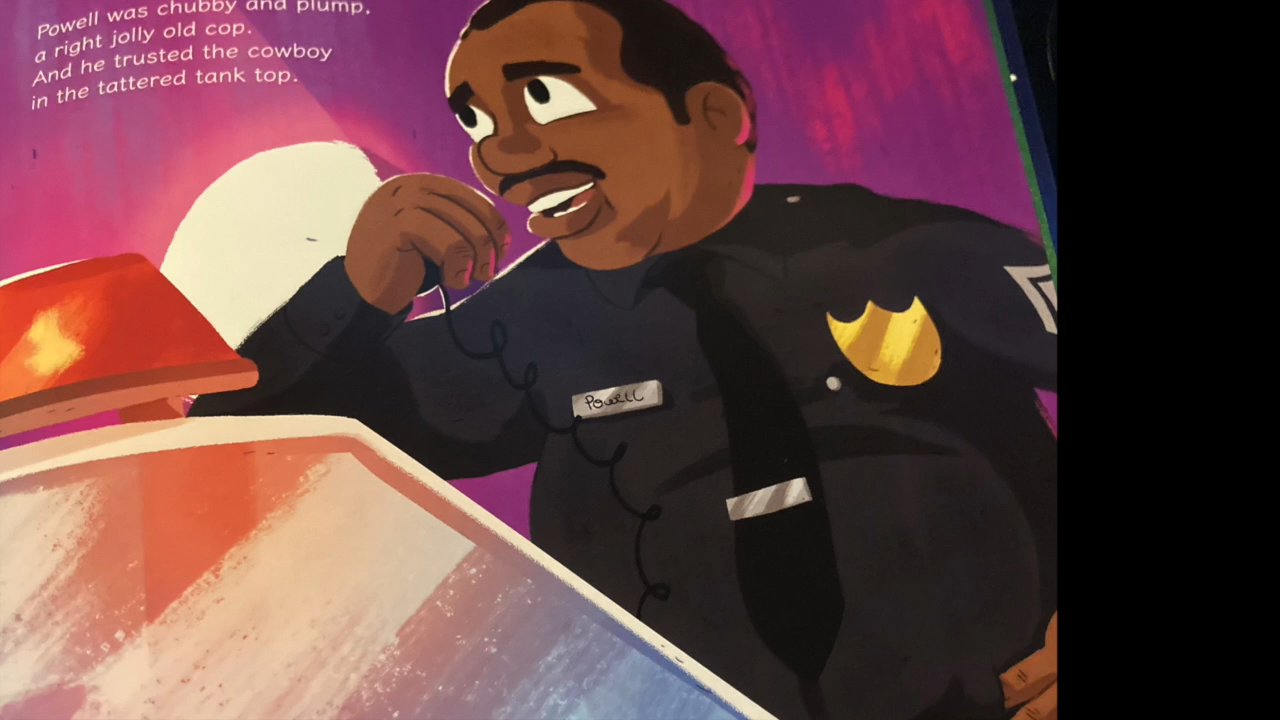 Powell was chubby and plump,
a right jolly old cop.
And he trusted the cowboy
in the tattered tank top.
Powell